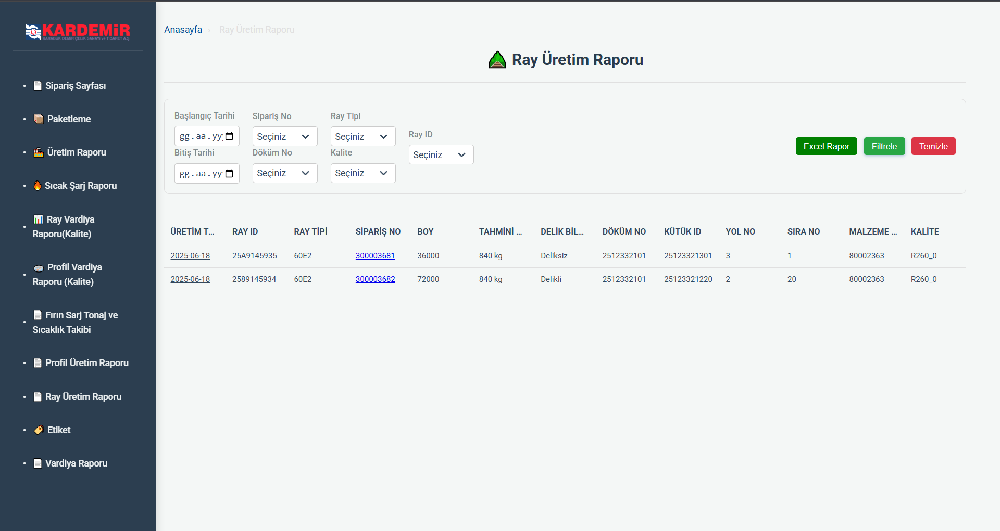 KARDEMİR
KARABÜK DEMİR ÇELİK SANAYİ ve TİCARET A.Ş.
Sipariş Sayfası
Paketleme
Üretim Raporu
Sıcak Şarj Raporu
Ray Vardiya
Raporu(Kalite)
Profil Vardiya
Raporu (Kalite)
Fırın Sarj Tonaj ve
Sıcaklık Takibi
Profil Üretim Raporu
Ray Üretim Raporu
Etiket
Vardiya Raporu
Anasayfa › Ray Üretim Raporu
Ray Üretim Raporu
Başlangıç Tarihi Sipariş No Ray Tipi
gg.aa.yyy Seçiniz Seçiniz
Ray ID
Seçiniz
Bitiş Tarihi Döküm No Kalite
gg.aa.yyy Seçiniz Seçiniz
Excel Rapor Filtrele Temizle
ÜRETİM T... RAY ID RAY TİPİ SİPARİŞ NO BOY TAHMİNİ ... DELİK BİL... DÖKÜM NO KÜTÜK ID YOL NO SIRA NO MALZEME ... KALİTE
2025-06-18 25A9145935 60E2 300003681 36000 840 kg Deliksiz 2512332101 25123321301 3 1 80002363 R260_0
2025-06-18 2589145934 60E2 300003682 72000 840 kg Delikli 2512332101 25123321220 2 20 80002363 R260_0